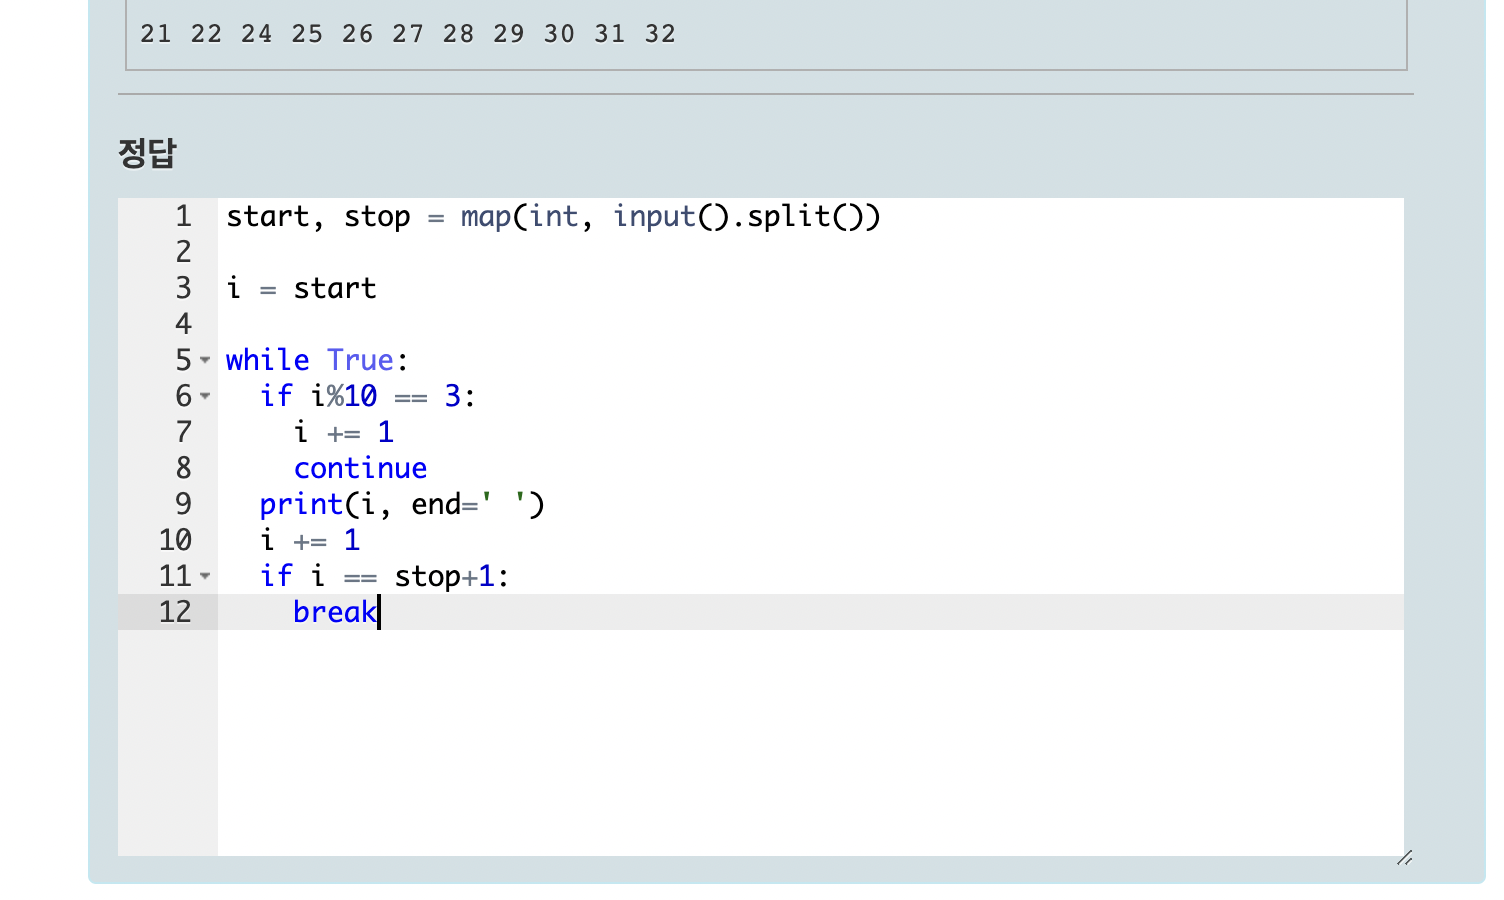 21 22 24 25 26 27 28 29 30 31 32
정답
1 start, stop = map(int, input().split())
2
3 i = start
4
5 while True:
6   if i%10 == 3:
7     i += 1
8     continue
9   print(i, end=' ')
10   i += 1
11   if i == stop+1:
12     break